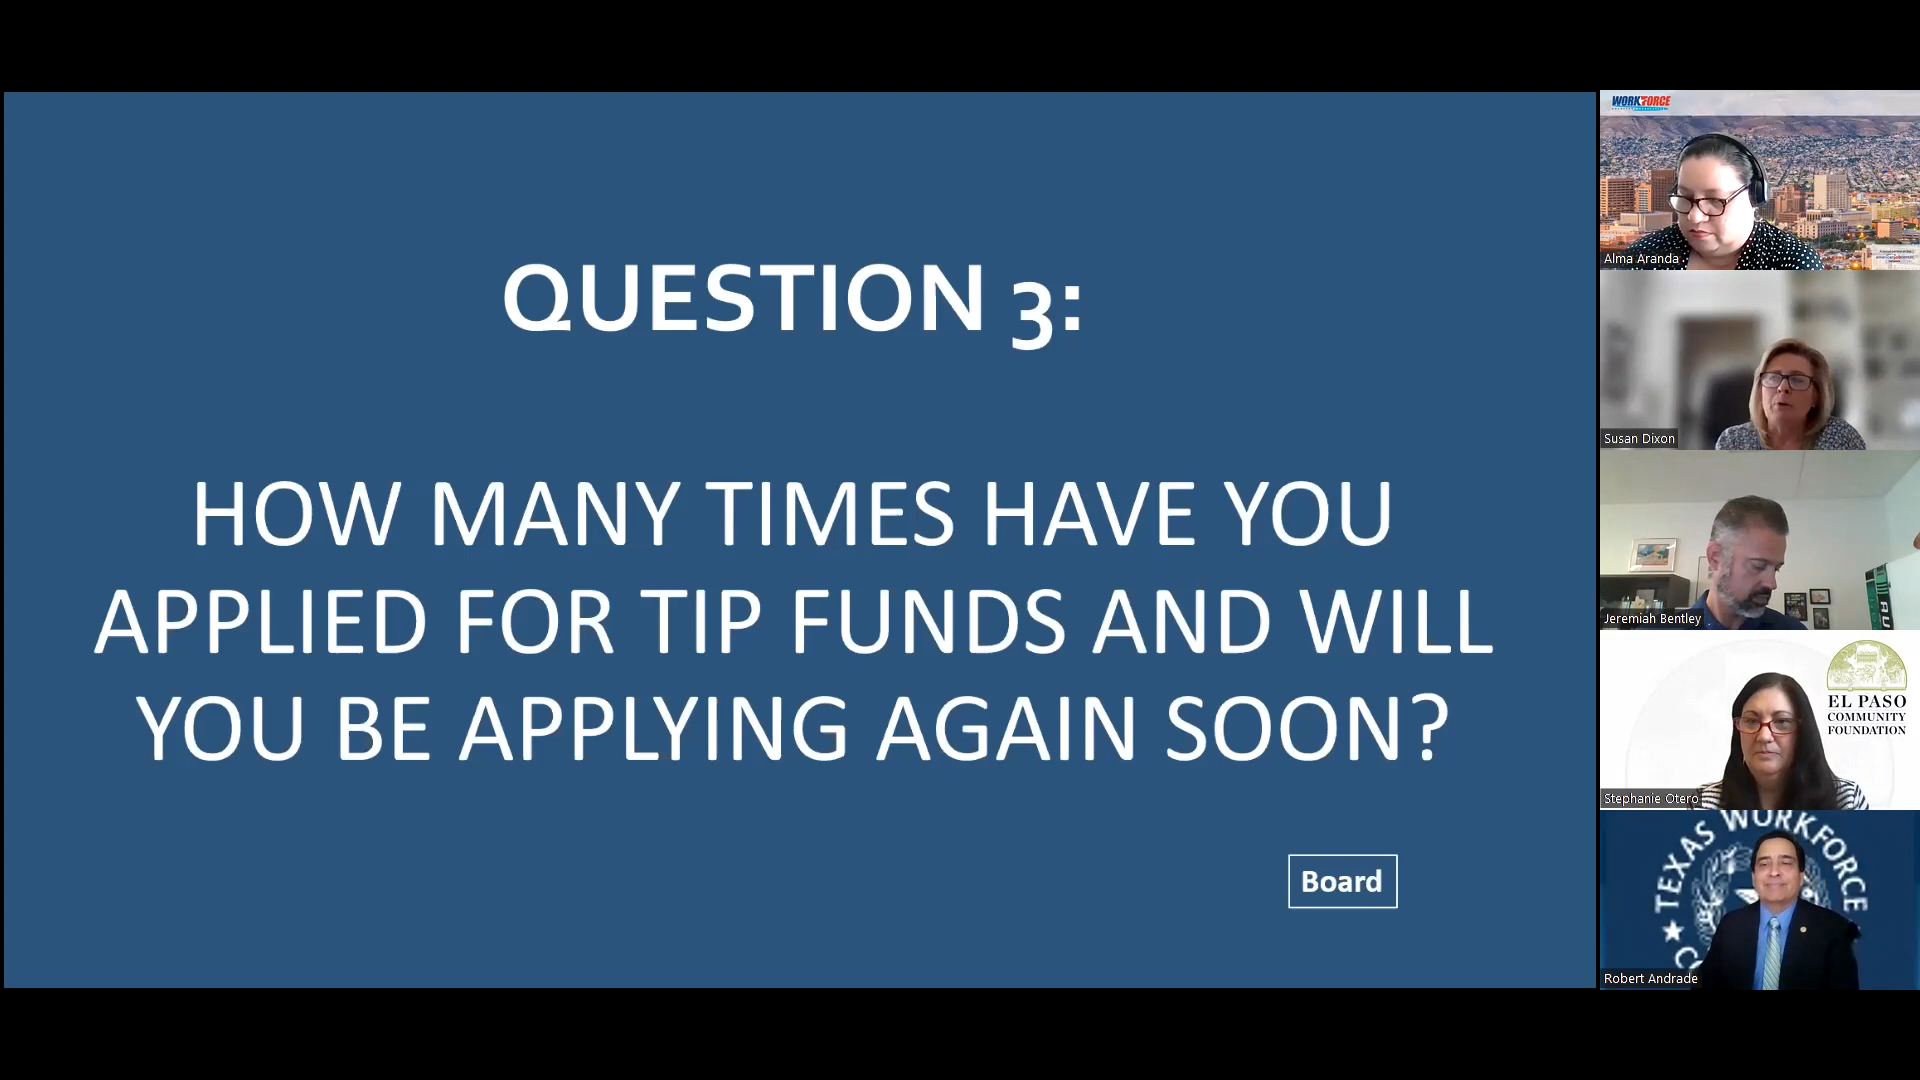 QUESTION 3:
HOW MANY TIMES HAVE YOU
APPLIED FOR TIP FUNDS AND WILL
YOU BE APPLYING AGAIN SOON?
Board
WORKFORCE
Alma Aranda
Susan Dixon
Jeremiah Bentley
EL PASO
COMMUNITY
FOUNDATION
Stephanie Otero
TEXAS WORKFORCE
Robert Andrade